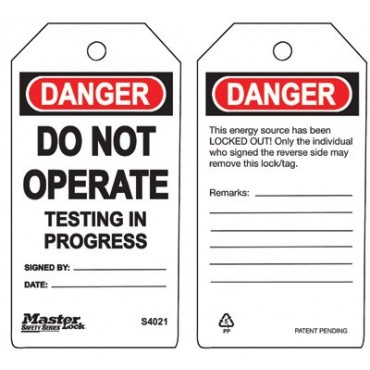 DANGER
DO NOT
OPERATE
TESTING IN
PROGRESS
SIGNED BY:
DATE:
Master
SAFETY SERIES Lock
S4021
DANGER
This energy source has been
LOCKED OUT! Only the individual
who signed the reverse side may
remove this lock/tag.
Remarks:
PP
PATENT PENDING